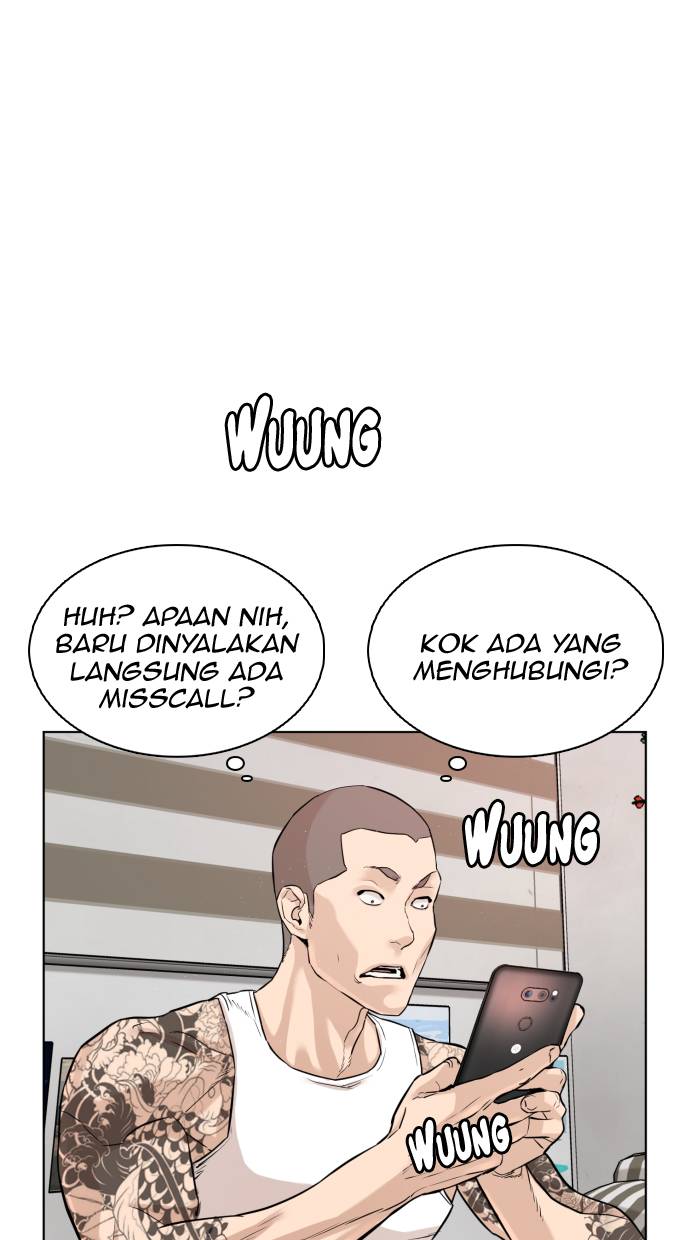 WUUNG
HUH? APAAN NIH,
BARU DINYALAKAN
LANGSUNG ADA
MISSCALL?
KOK ADA YANG
MENGHUBUNGI?
WUUNG
WUUNG